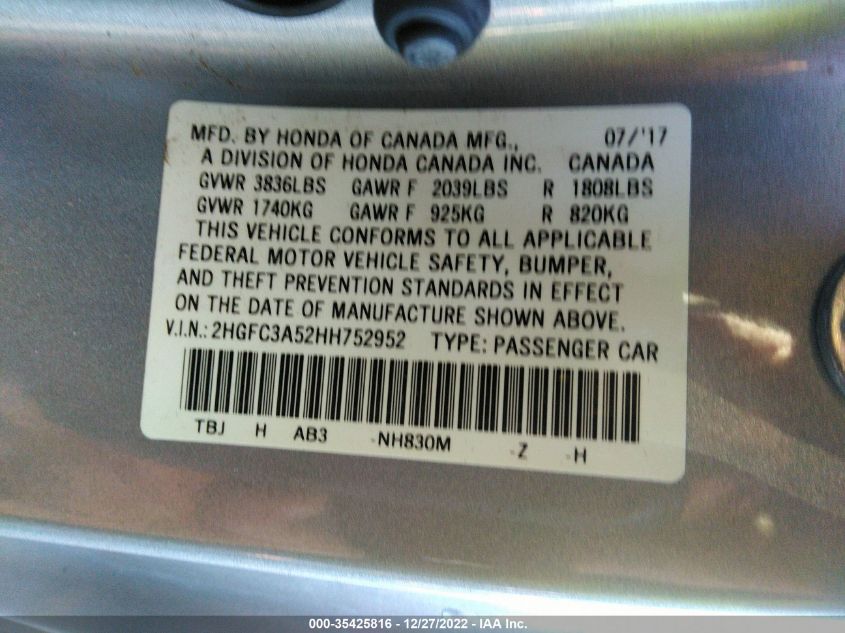 MFD. BY HONDA OF CANADA MFG., 07/'17
A DIVISION OF HONDA CANADA INC. CANADA
GVWR 3836LBS GAWR F 2039LBS R 1808LBS
GVWR 1740KG GAWR F 925KG R 820KG
THIS VEHICLE CONFORMS TO ALL APPLICABLE
FEDERAL MOTOR VEHICLE SAFETY, BUMPER,
AND THEFT PREVENTION STANDARDS IN EFFECT
ON THE DATE OF MANUFACTURE SHOWN ABOVE.
V.I.N.: 2HGFC3A52HH752952 TYPE: PASSENGER CAR
TBJ H AB3 -NH830M -Z -H
000-35425816 - 12/27/2022 - IAA Inc.